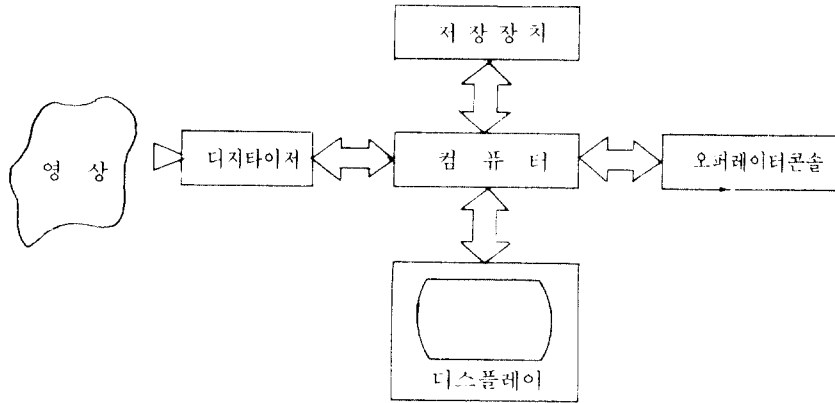 저 장 장 치
영 상
디지타이저
컴 퓨 터
오퍼레이터콘솔
디스플레이